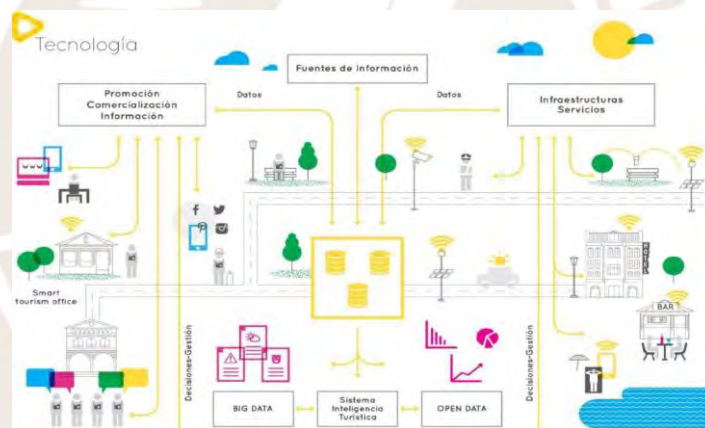 Tecnología
Fuentes de Información
Promoción
Comercialización
Información
Datos
Datos
Infraestructuras
Servicios
Smart
tourism office
HOTEL
BAR
Decisiones-Gestión
Decisiones-Gestión
BIG DATA
Sistema
Inteligencia
Turística
OPEN DATA